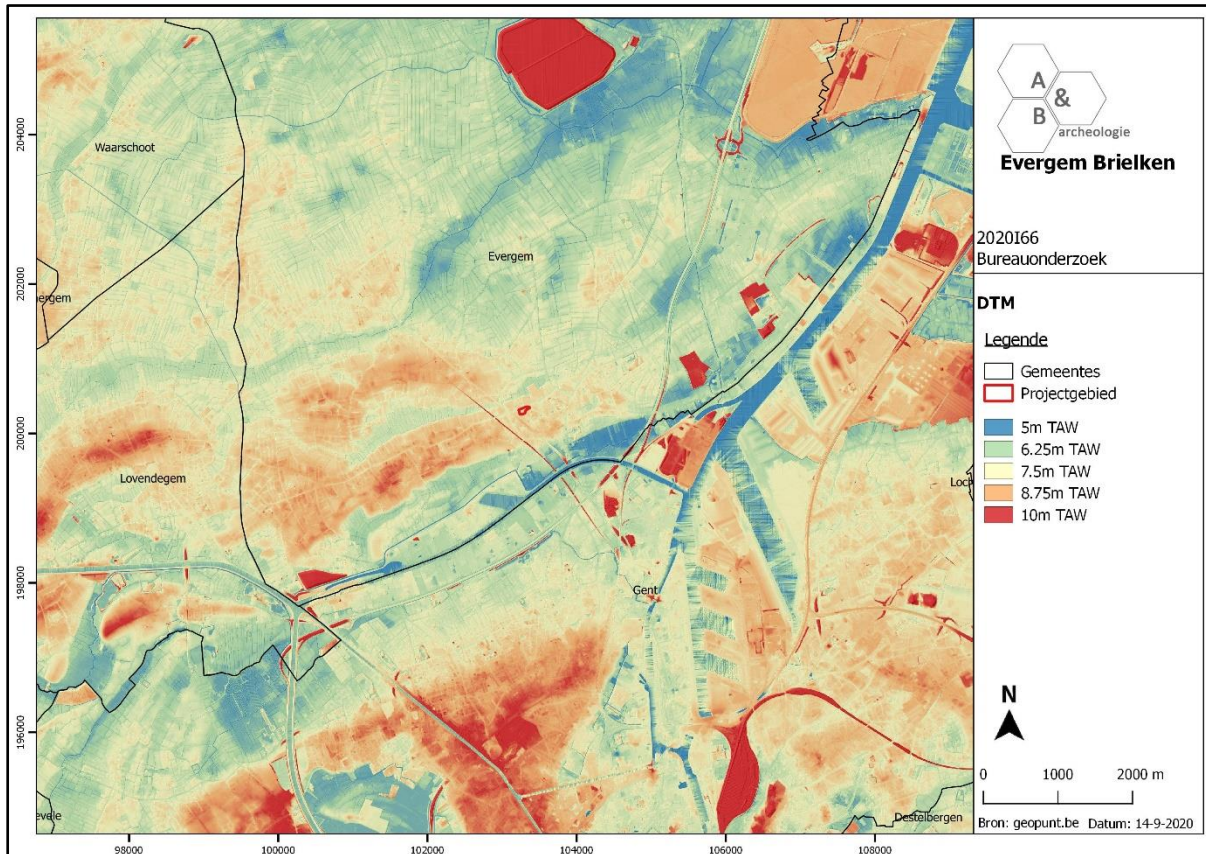 Waarschoot
Evergem
Lovendegem
Gent
Destelbergen
204000
202000
200000
198000
196000
98000
100000
102000
104000
106000
108000
A
&
B
archeologie
Evergem Brielken
2020I66
Bureauonderzoek
DTM
Legende
Gemeentes
Projectgebied
5m TAW
6.25m TAW
7.5m TAW
8.75m TAW
10m TAW
N
0 1000 2000 m
Bron: geopunt.be Datum: 14-9-2020